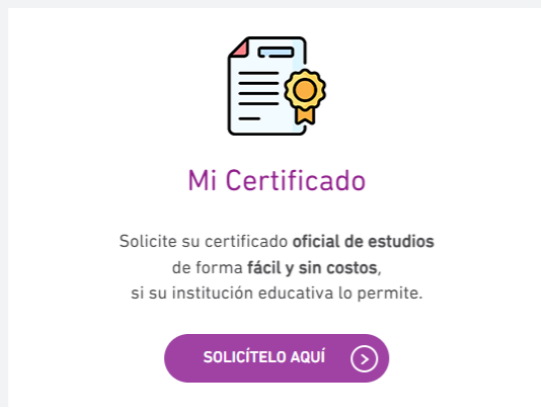 Mi Certificado
Solicite su certificado oficial de estudios
de forma fácil y sin costos,
si su institución educativa lo permite.
SOLICÍTELO AQUÍ